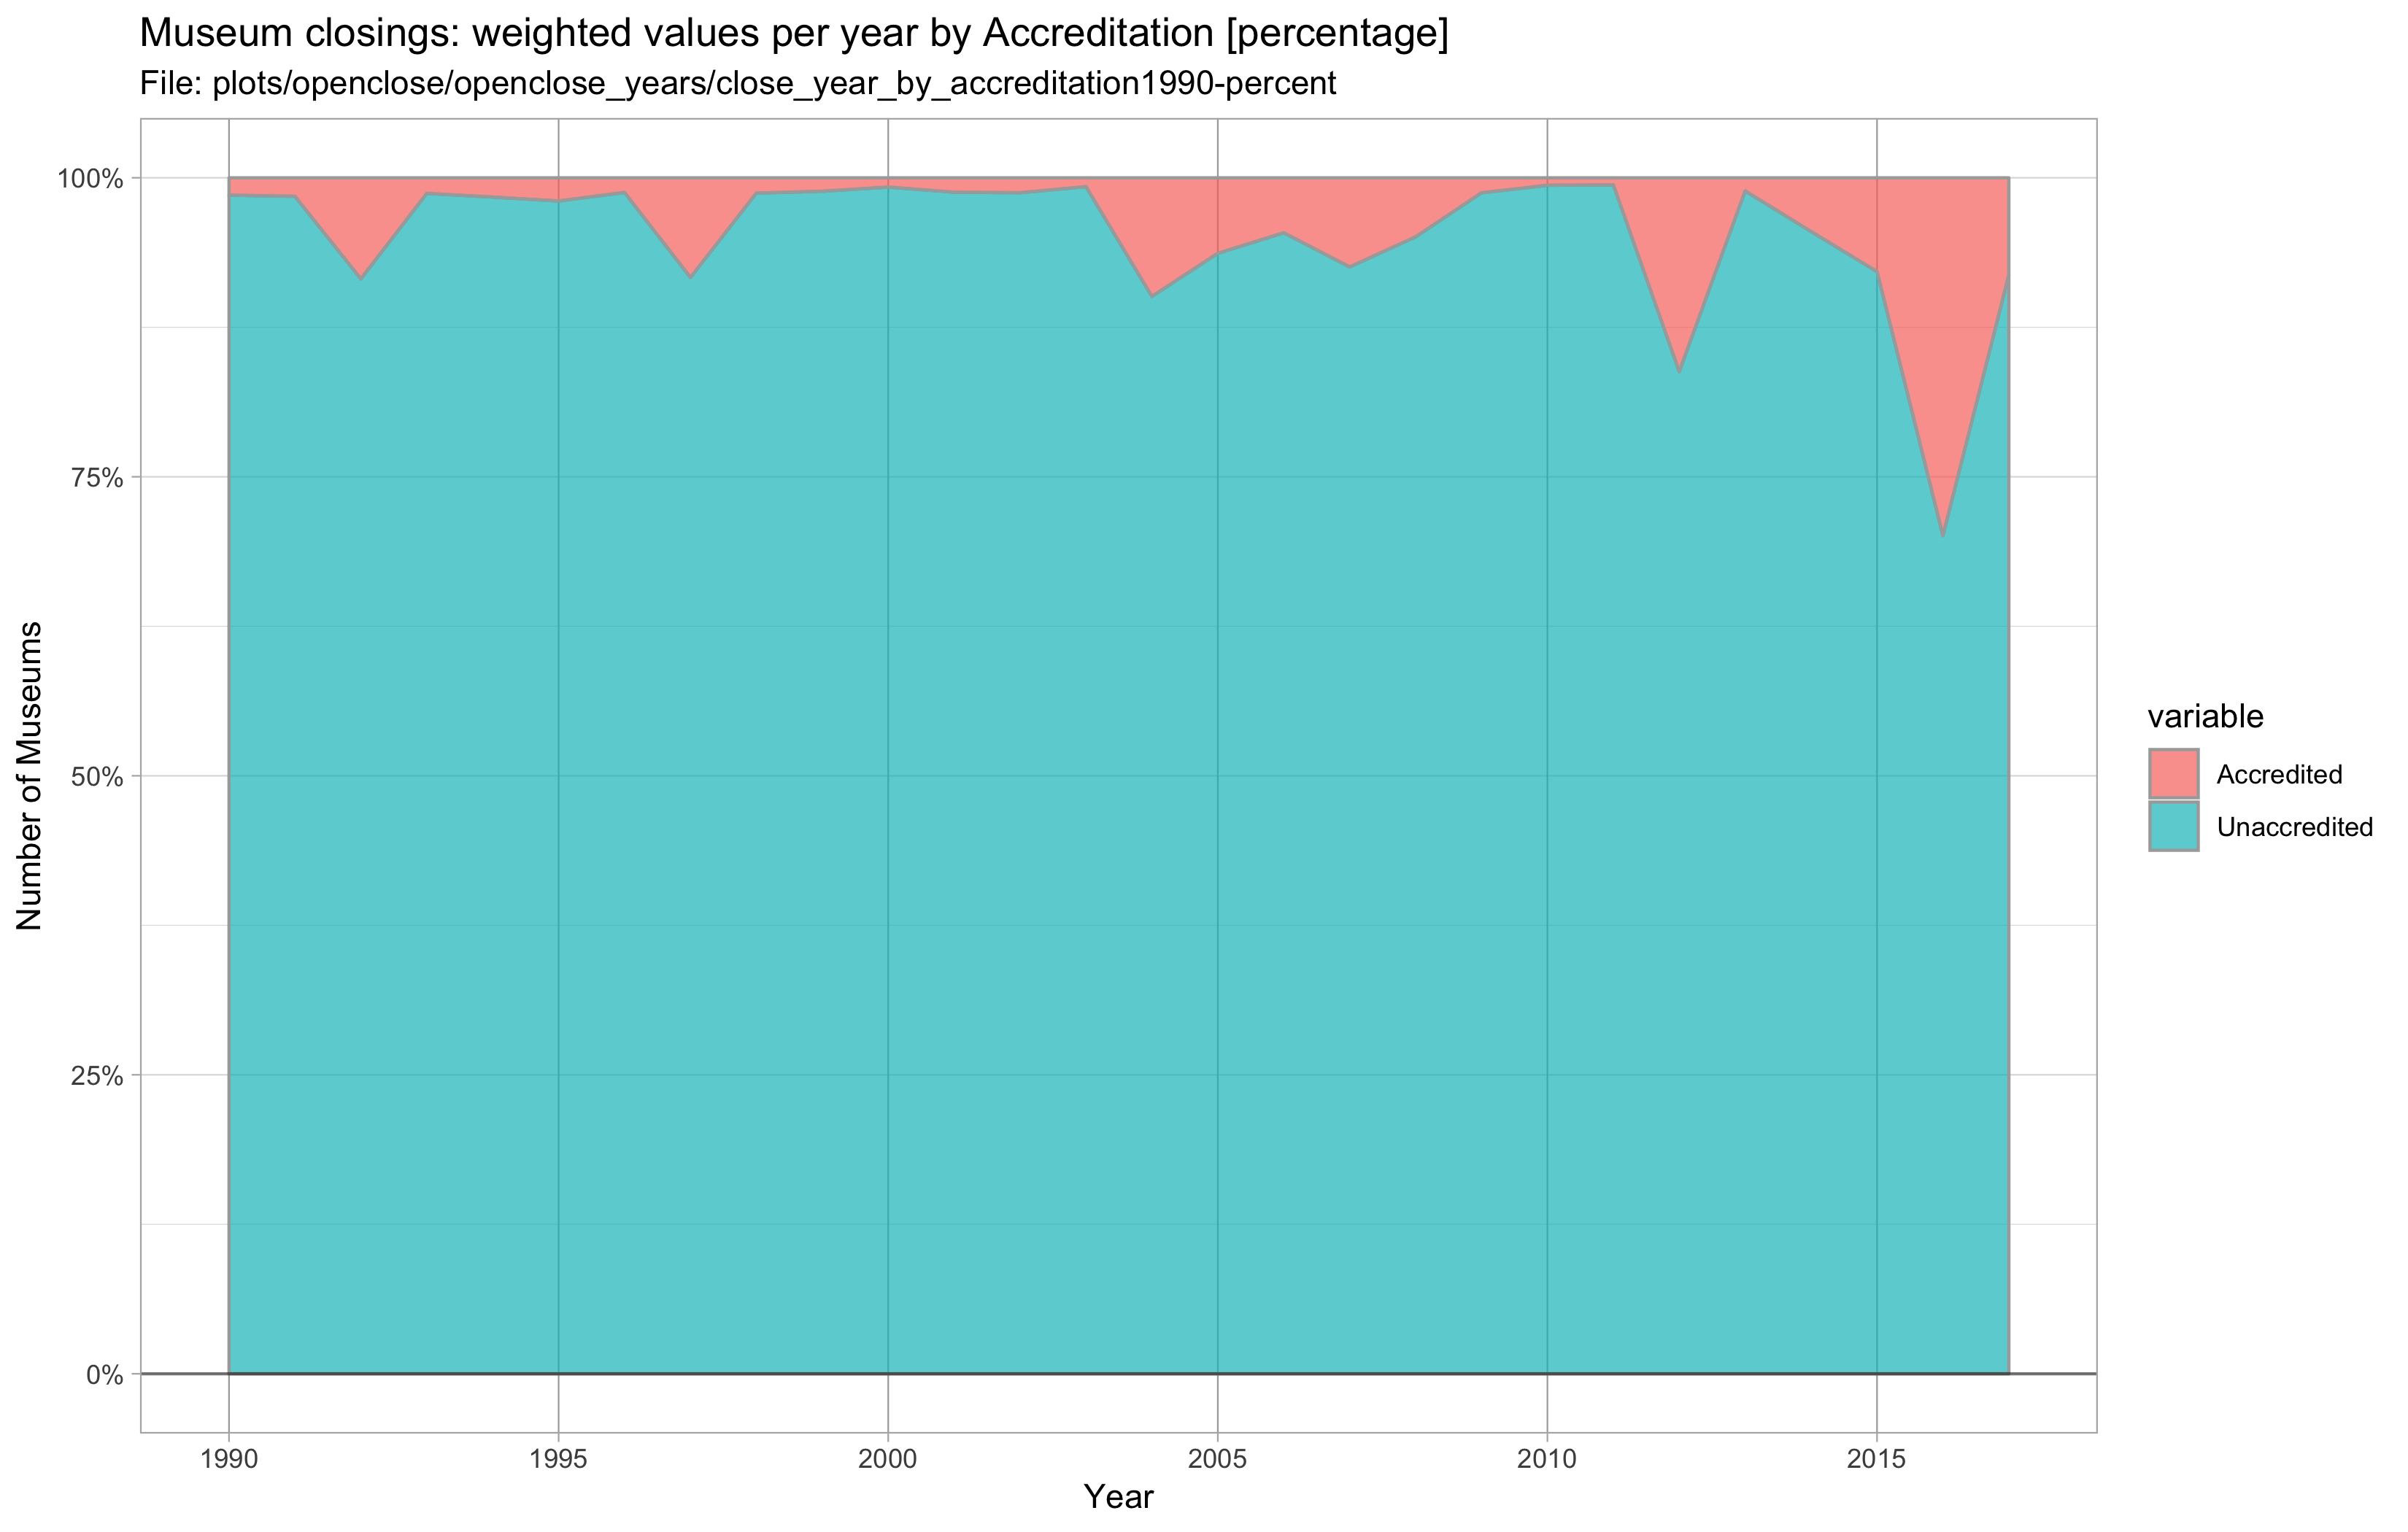 Museum closings: weighted values per year by Accreditation [percentage]
File: plots/openclose/openclose_years/close_year_by_accreditation1990-percent
Number of Museums
100%
75%
50%
25%
0%
1990 1995 2000 2005 2010 2015
Year
variable
Accredited
Unaccredited